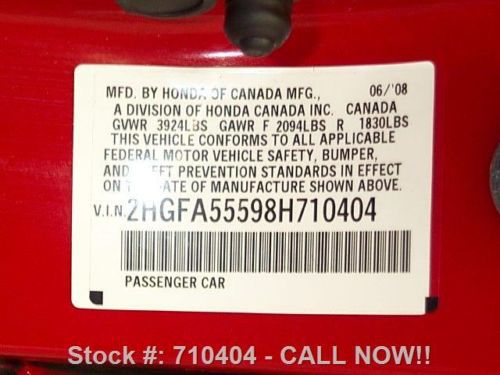 MFD. BY HONDA OF CANADA MFG., 06/'08
A DIVISION OF HONDA CANADA INC. CANADA
GVWR 3924LBS GAWR F 2094LBS R 1830LBS
THIS VEHICLE CONFORMS TO ALL APPLICABLE
FEDERAL MOTOR VEHICLE SAFETY, BUMPER,
AND THEFT PREVENTION STANDARDS IN EFFECT
ON THE DATE OF MANUFACTURE SHOWN ABOVE.
V.I.N. 2HGFA55598H710404
PASSENGER CAR
Stock #: 710404 - CALL NOW!!